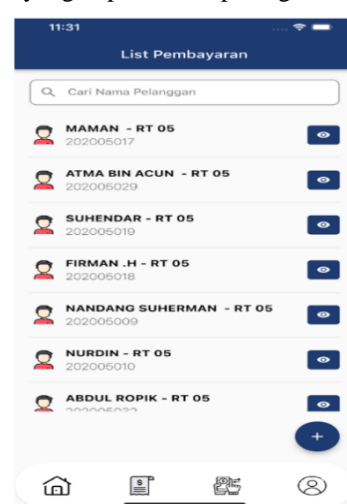 11:31
List Pembayaran
Cari Nama Pelanggan
MAMAN - RT 05
202005017
ATMA BIN ACUN - RT 05
202005029
SUHENDAR - RT 05
202005019
FIRMAN .H - RT 05
202005018
NANDANG SUHERMAN - RT 05
202005009
NURDIN - RT 05
202005010
ABDUL ROPIK - RT 05